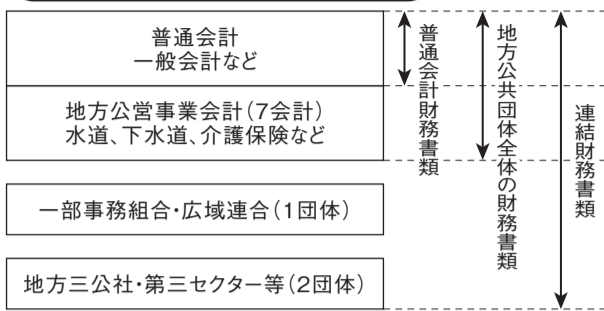 普通会計
一般会計など
地方公営事業会計(7会計)
水道、下水道、介護保険など
一部事務組合・広域連合(1団体)
地方三公社・第三セクター等(2団体)
普通会計財務書類
地方公共団体全体の財務書類
連結財務書類